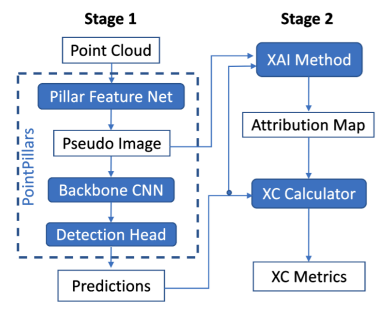 Stage 1
Stage 2
Point Cloud
XAI Method
Pillar Feature Net
PointPillars
Pseudo Image
Attribution Map
Backbone CNN
XC Calculator
Detection Head
Predictions
XC Metrics